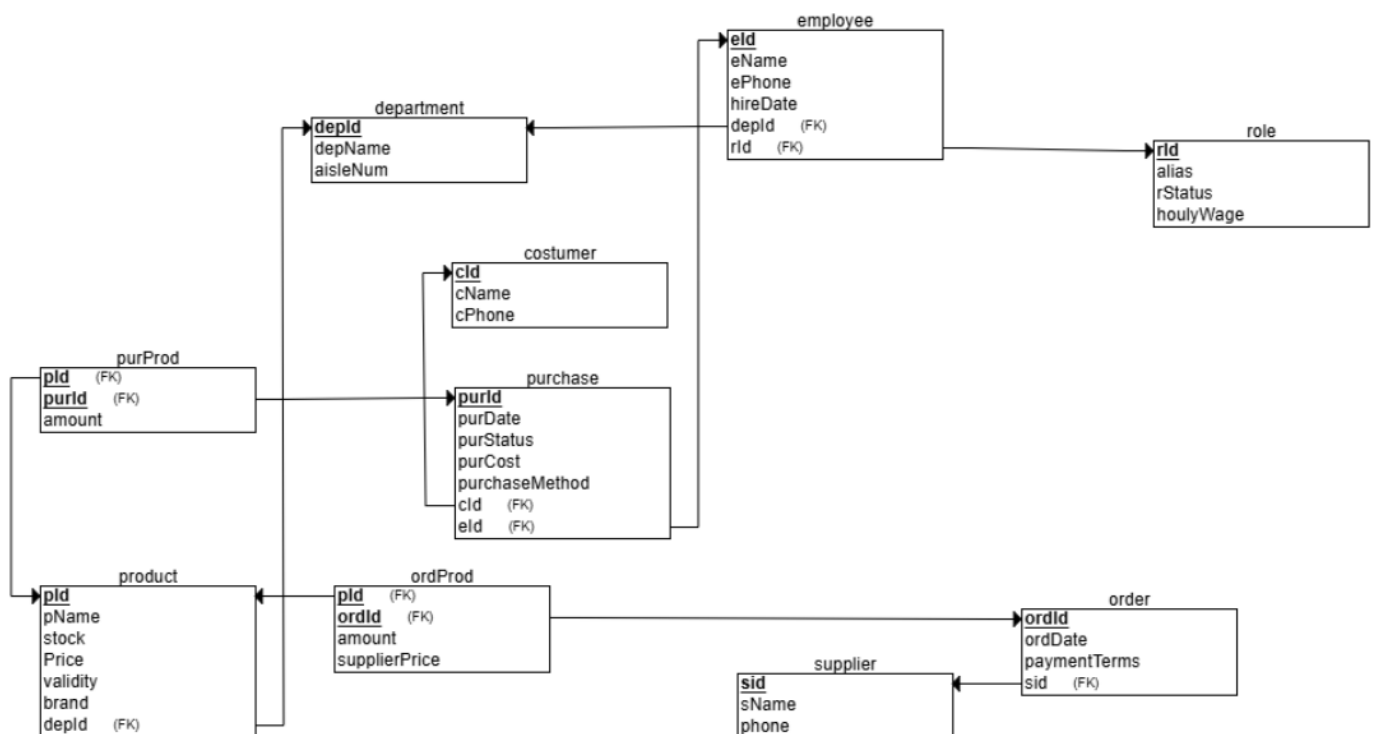 employee
eId
eName
ePhone
hireDate
depId (FK)
rId (FK)
department
depId
depName
aisleNum
role
rId
alias
rStatus
houlyWage
costumer
cId
cName
cPhone
purProd
pId (FK)
purId (FK)
amount
purchase
purId
purDate
purStatus
purCost
purchaseMethod
cId (FK)
eId (FK)
product
pId
pName
stock
Price
validity
brand
depId (FK)
ordProd
pId (FK)
ordId (FK)
amount
supplierPrice
order
ordId
ordDate
paymentTerms
sid (FK)
supplier
sid
sName
phone